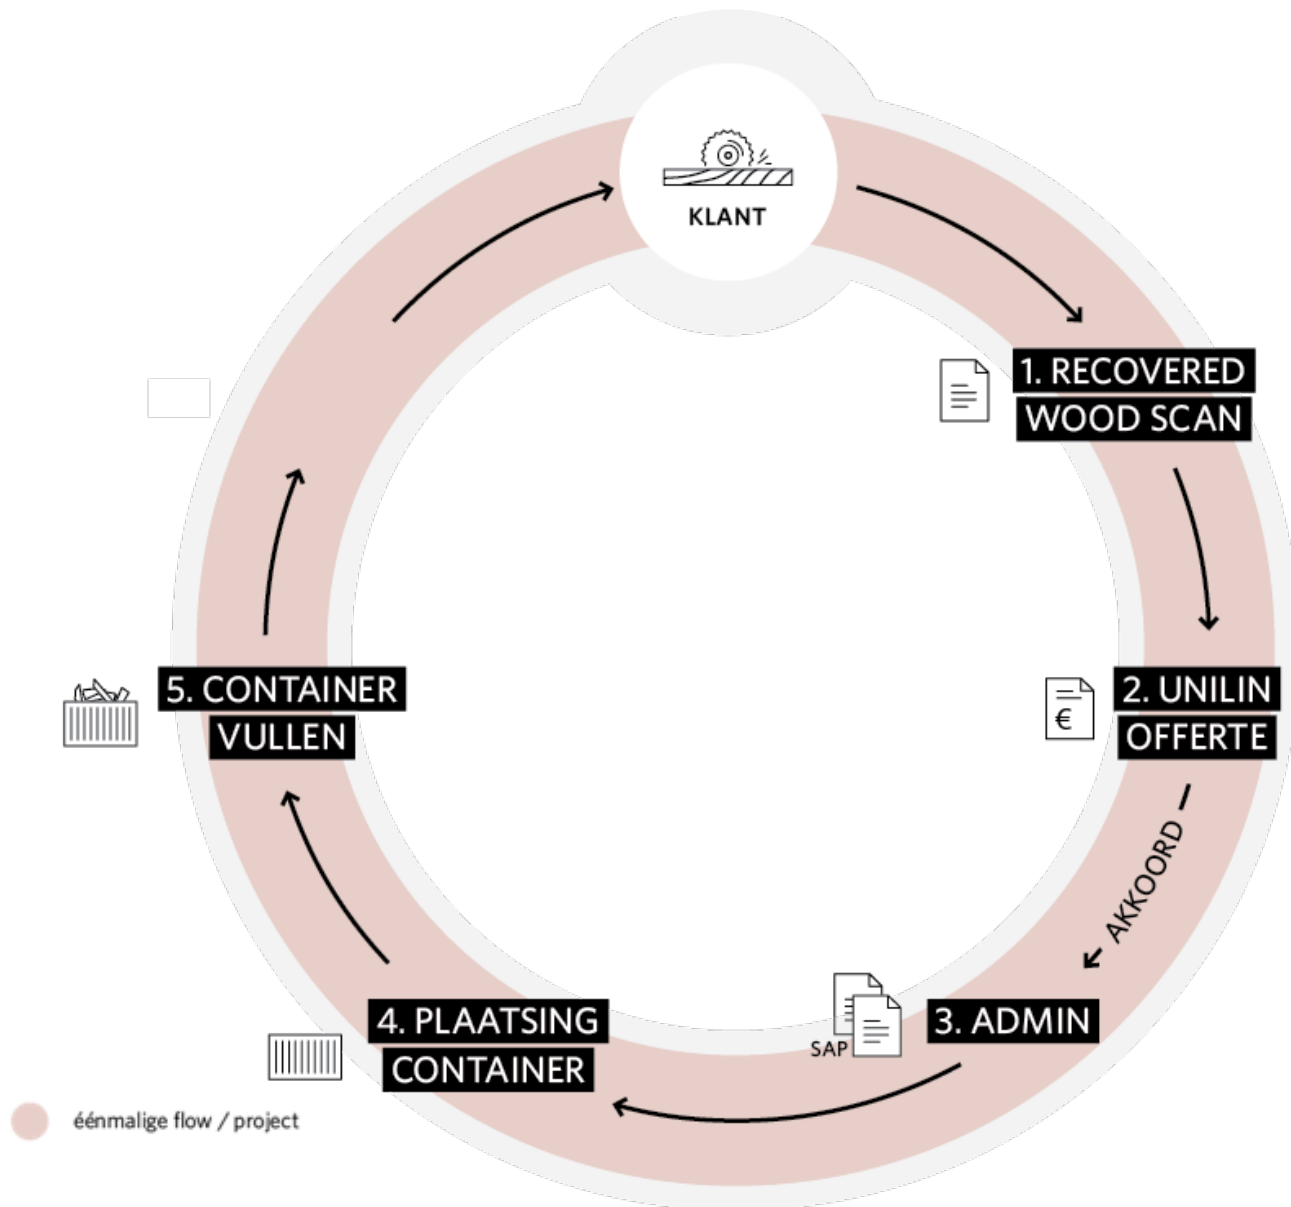 KLANT
1. RECOVERED
WOOD SCAN
2. UNILIN
OFFERTE
€
AKKOORD
3. ADMIN
SAP
4. PLAATSING
CONTAINER
5. CONTAINER
VULLEN
éénmalige flow / project